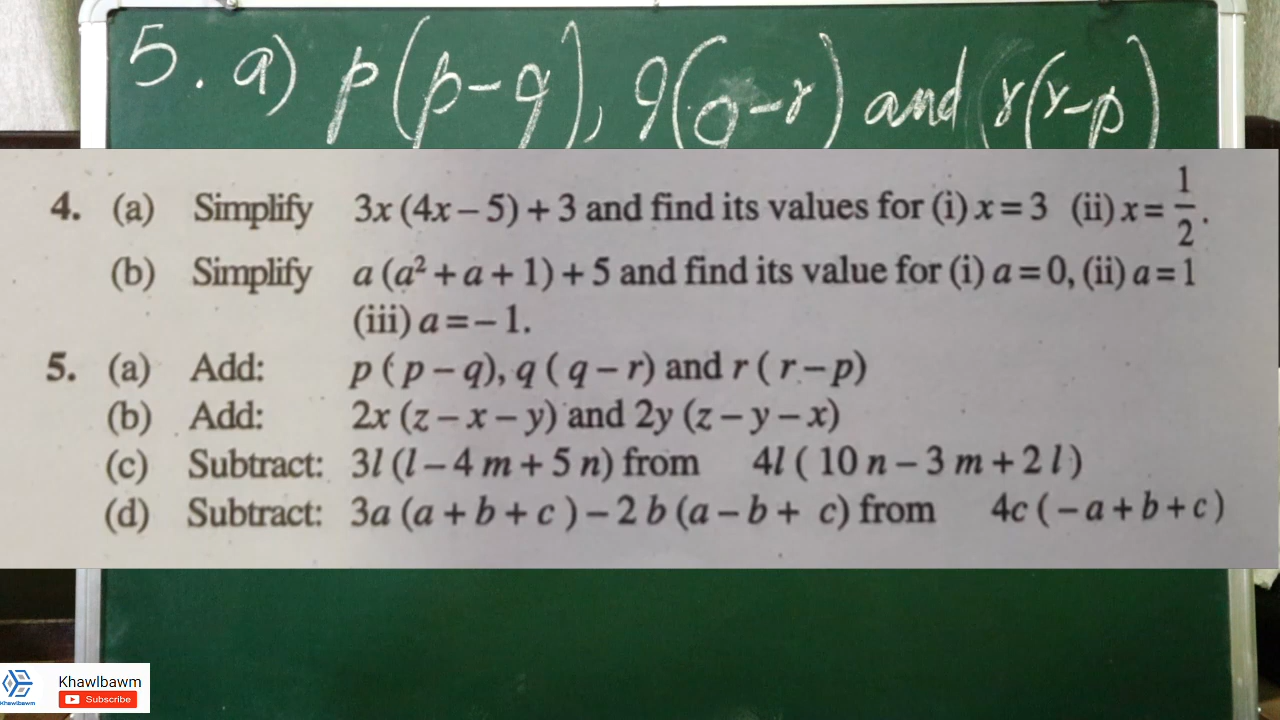 5. a) p(p-q), q(q-r) and r(r-p)
4. (a) Simplify 3x (4x – 5) + 3 and find its values for (i) x = 3 (ii) x = 1/2.
(b) Simplify a (a² + a + 1) + 5 and find its value for (i) a = 0, (ii) a = 1
(iii) a = – 1.
5. (a) Add: p ( p – q), q ( q – r) and r ( r – p)
(b) Add: 2x (z – x – y) and 2y (z – y – x)
(c) Subtract: 3l (l – 4 m + 5 n) from 4l ( 10 n – 3 m + 2 l )
(d) Subtract: 3a (a + b + c ) – 2 b (a – b + c) from 4c ( – a + b + c )
Khawlbawm
Khawlbawm
Subscribe